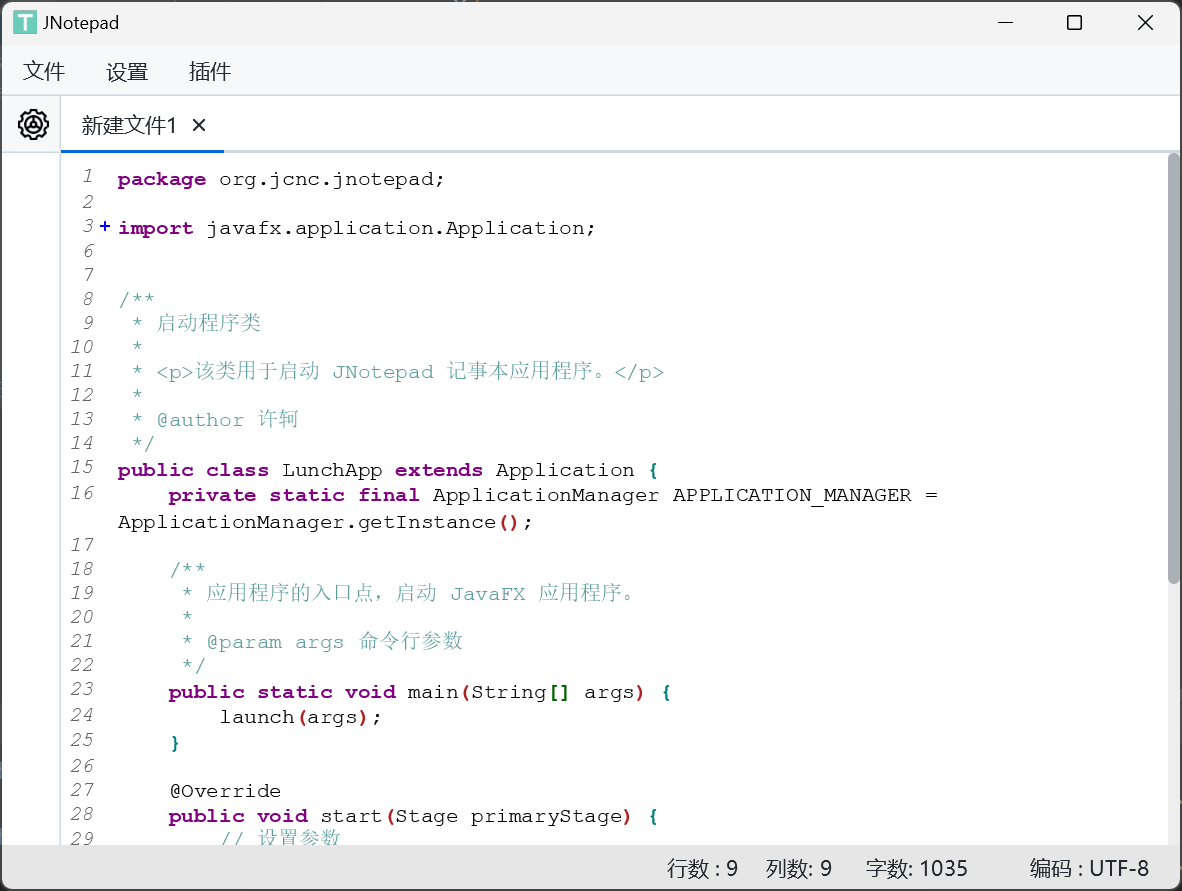 JNotepad
文件 设置 插件
新建文件1 ✕
1 package org.jcnc.jnotepad;
2
3 + import javafx.application.Application;
6
7
8 /**
9  * 启动程序类
10  *
11  * <p>该类用于启动 JNotepad 记事本应用程序。</p>
12  *
13  * @author 许轲
14  */
15 public class LunchApp extends Application {
16     private static final ApplicationManager APPLICATION_MANAGER =
ApplicationManager.getInstance();
17
18     /**
19      * 应用程序的入口点，启动 JavaFX 应用程序。
20      *
21      * @param args 命令行参数
22      */
23     public static void main(String[] args) {
24         launch(args);
25     }
26
27     @Override
28     public void start(Stage primaryStage) {
29         // 设置参数
行数 : 9 列数: 9 字数: 1035 编码 : UTF-8